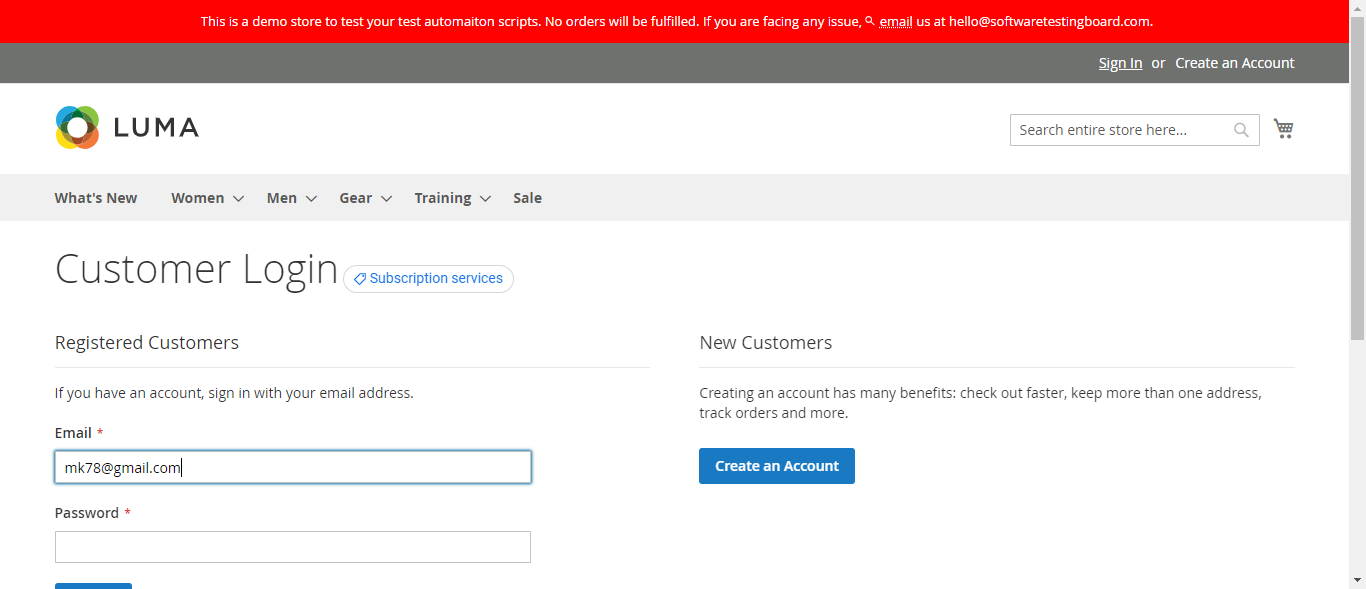 This is a demo store to test your test automaiton scripts. No orders will be fulfilled. If you are facing any issue, email us at hello@softwaretestingboard.com.
Sign In or Create an Account
LUMA
Search entire store here...
What's New Women Men Gear Training Sale
Customer Login
Subscription services
Registered Customers
If you have an account, sign in with your email address.
Email *
mk78@gmail.com
Password *
New Customers
Creating an account has many benefits: check out faster, keep more than one address,
track orders and more.
Create an Account